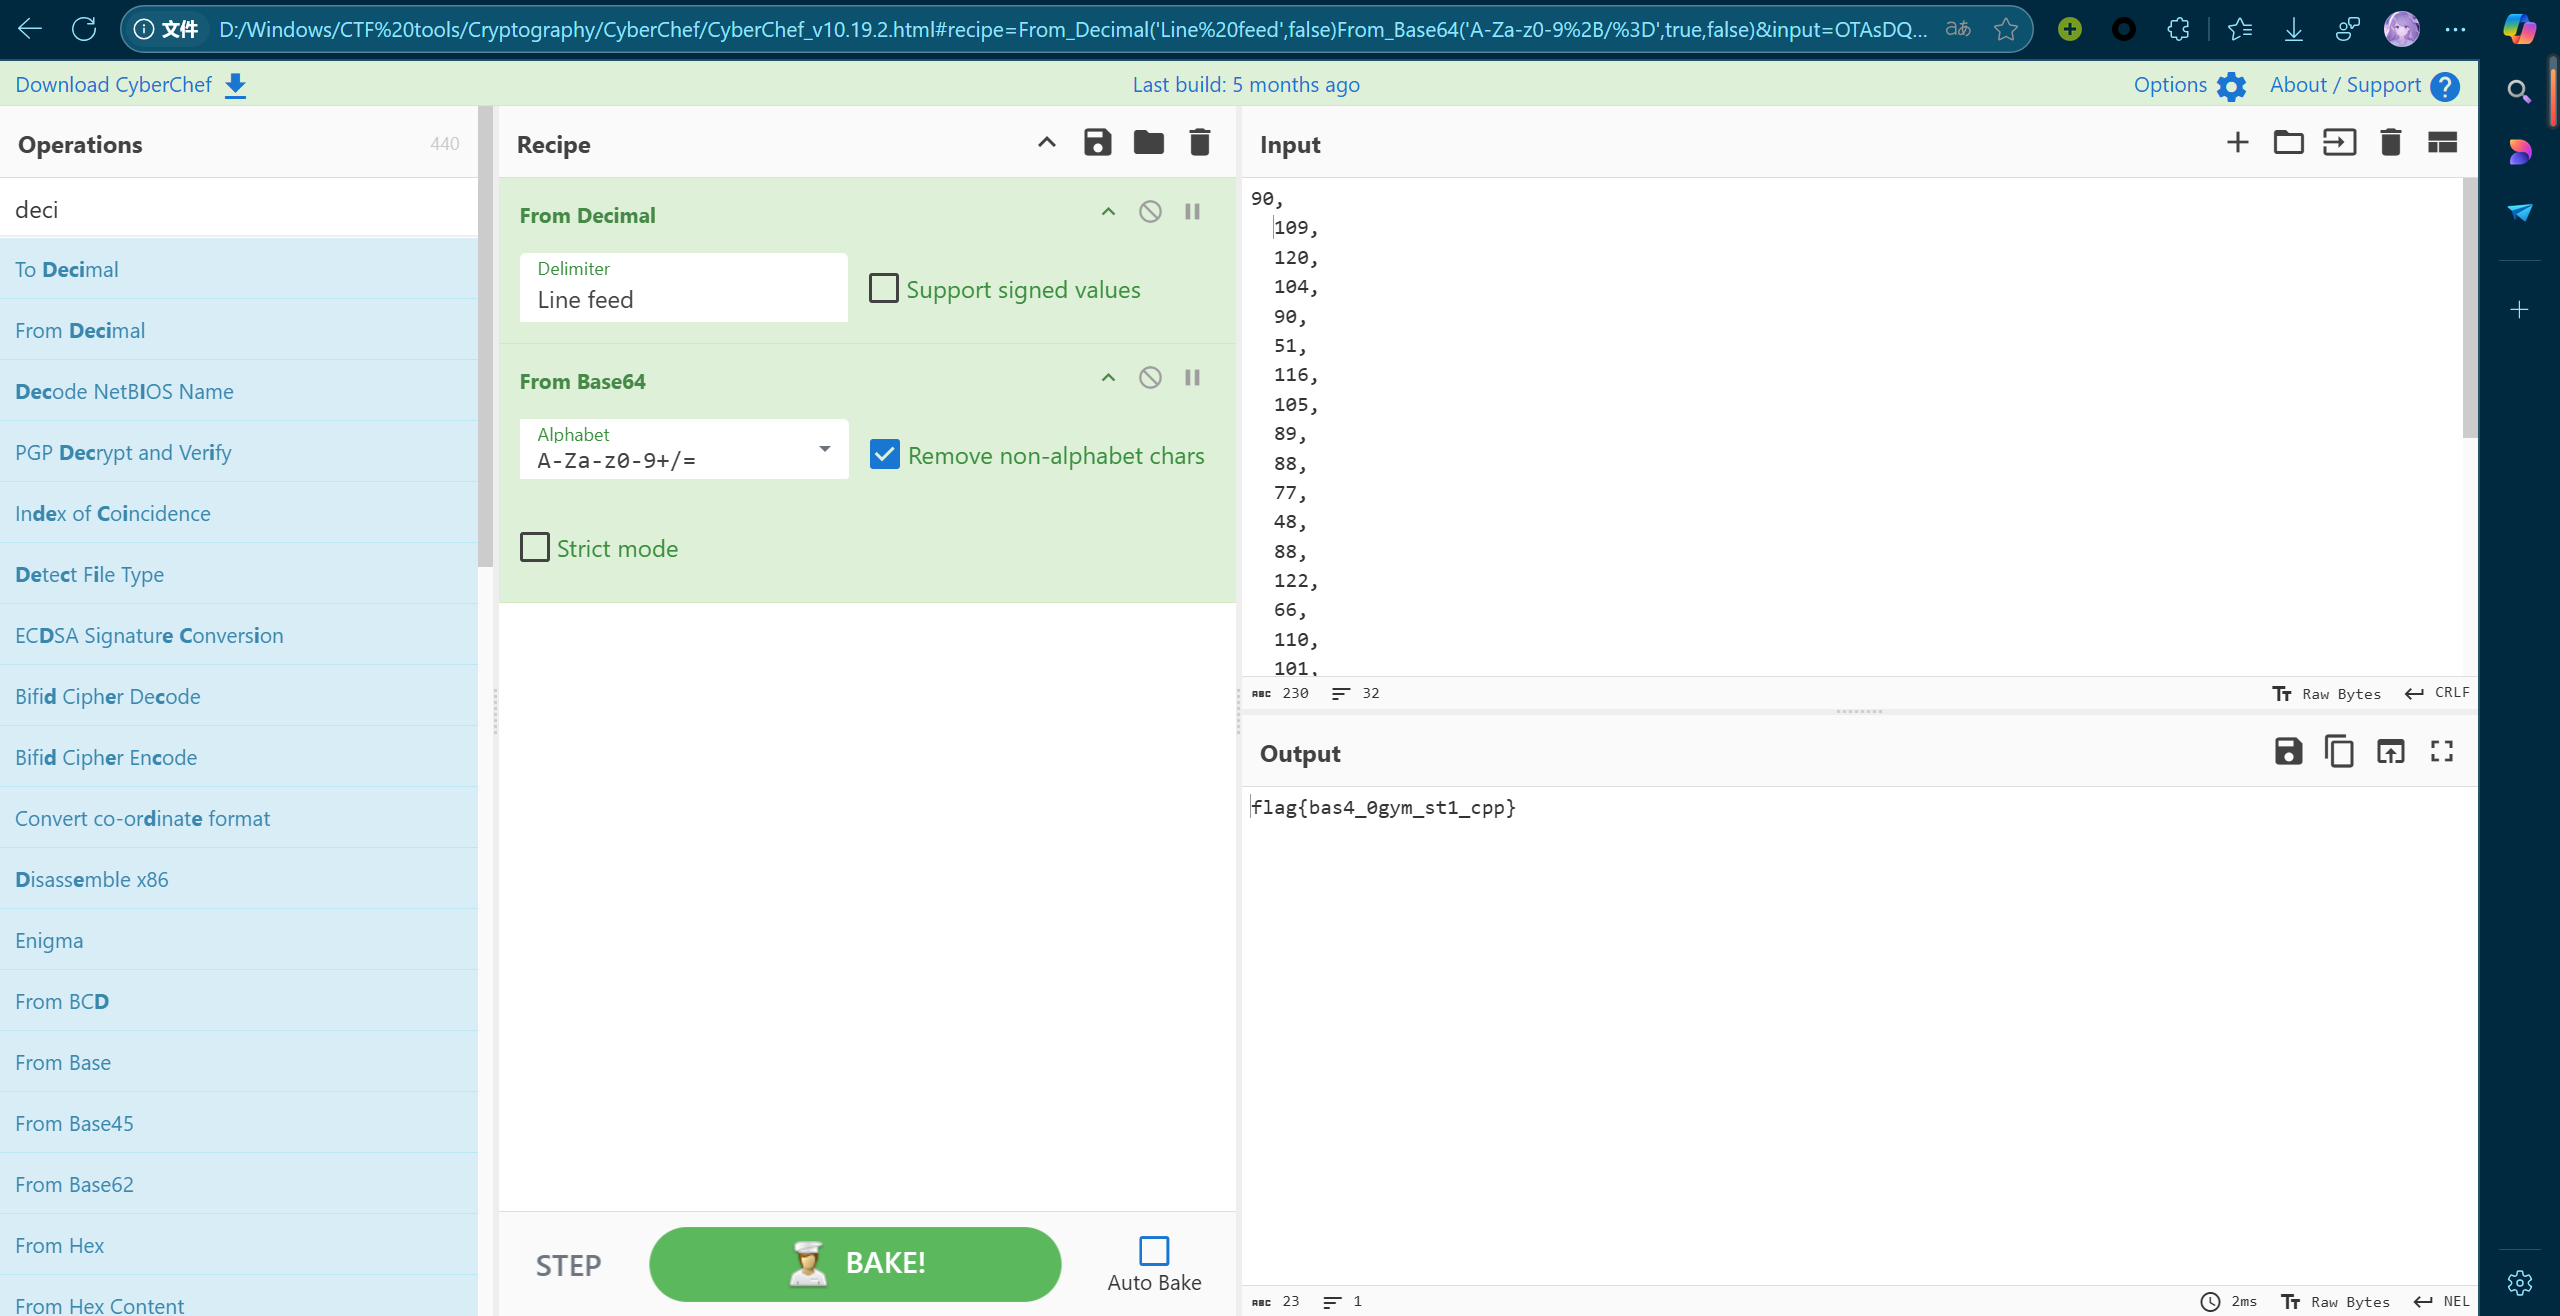 文件
D:/Windows/CTF%20tools/Cryptography/CyberChef/CyberChef_v10.19.2.html#recipe=From_Decimal('Line%20feed',false)From_Base64('A-Za-z0-9%2B/%3D',true,false)&input=OTAsDQ...
aあ
Download CyberChef
Last build: 5 months ago
Options
About / Support
Operations
440
deci
To Decimal
From Decimal
Decode NetBIOS Name
PGP Decrypt and Verify
Index of Coincidence
Detect File Type
ECDSA Signature Conversion
Bifid Cipher Decode
Bifid Cipher Encode
Convert co-ordinate format
Disassemble x86
Enigma
From BCD
From Base
From Base45
From Base62
From Hex
From Hex Content
Recipe
From Decimal
Delimiter
Line feed
Support signed values
From Base64
Alphabet
A-Za-z0-9+/=
Remove non-alphabet chars
Strict mode
STEP
BAKE!
Auto Bake
Input
90,
109,
120,
104,
90,
51,
116,
105,
89,
88,
77,
48,
88,
122,
66,
110,
101,
ABC 230
32
Tт Raw Bytes
CRLF
Output
flag{bas4_0gym_st1_cpp}
ABC 23
1
2ms
Tт Raw Bytes
NEL